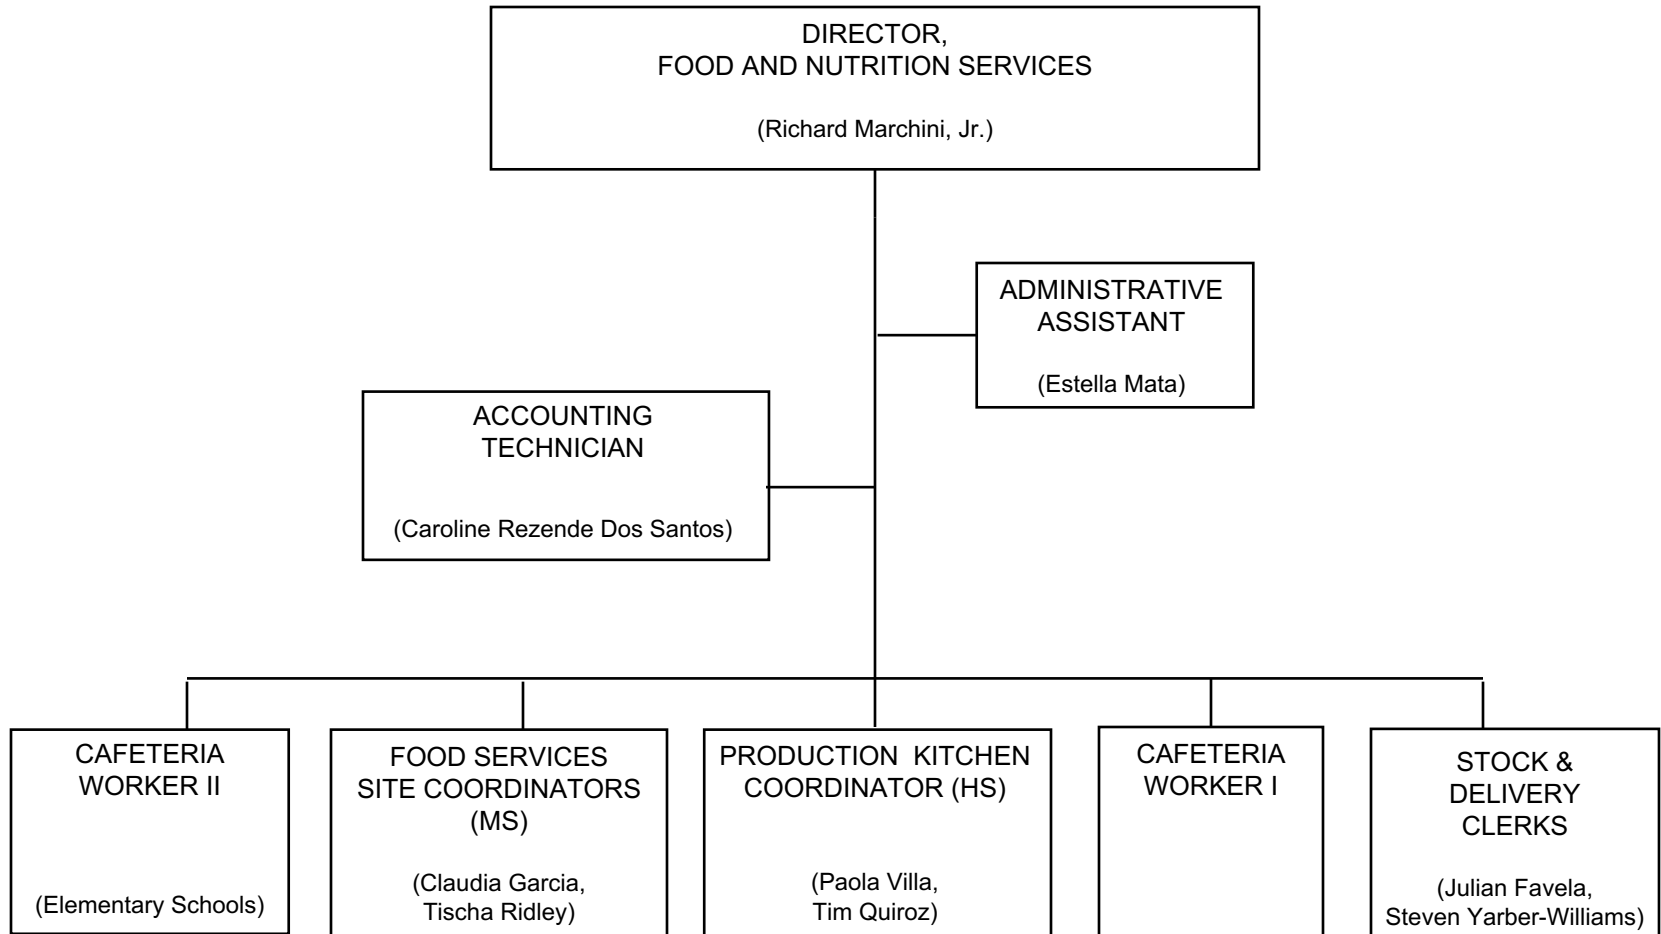 DIRECTOR,
FOOD AND NUTRITION SERVICES
(Richard Marchini, Jr.)
ADMINISTRATIVE
ASSISTANT
(Estella Mata)
ACCOUNTING
TECHNICIAN
(Caroline Rezende Dos Santos)
CAFETERIA
WORKER II
(Elementary Schools)
FOOD SERVICES
SITE COORDINATORS
(MS)
(Claudia Garcia,
Tischa Ridley)
PRODUCTION KITCHEN
COORDINATOR (HS)
(Paola Villa,
Tim Quiroz)
CAFETERIA
WORKER I
STOCK &
DELIVERY
CLERKS
(Julian Favela,
Steven Yarber-Williams)